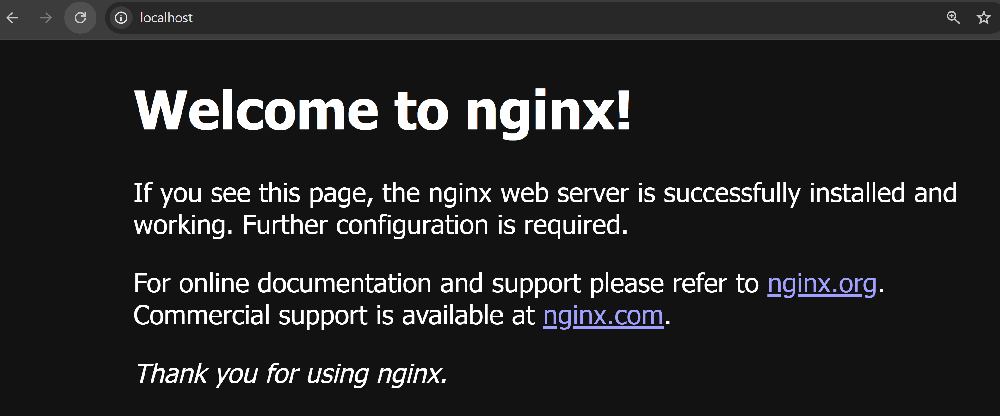 localhost
Welcome to nginx!
If you see this page, the nginx web server is successfully installed and
working. Further configuration is required.
For online documentation and support please refer to nginx.org.
Commercial support is available at nginx.com.
Thank you for using nginx.